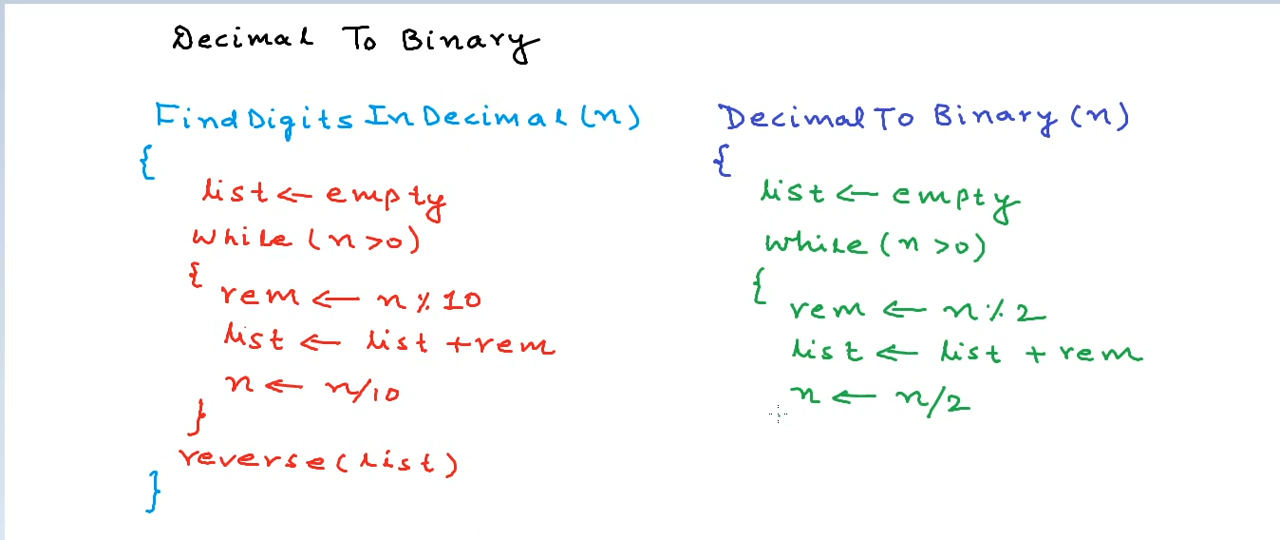 Decimal To Binary
FindDigitsInDecimal(n)
{
list ← empty
while (n>0)
{
rem ← n % 10
list ← list + rem
n ← n/10
}
reverse(list)
}
DecimalToBinary(n)
{
list ← empty
while (n>0)
{
rem ← n % 2
list ← list + rem
n ← n/2